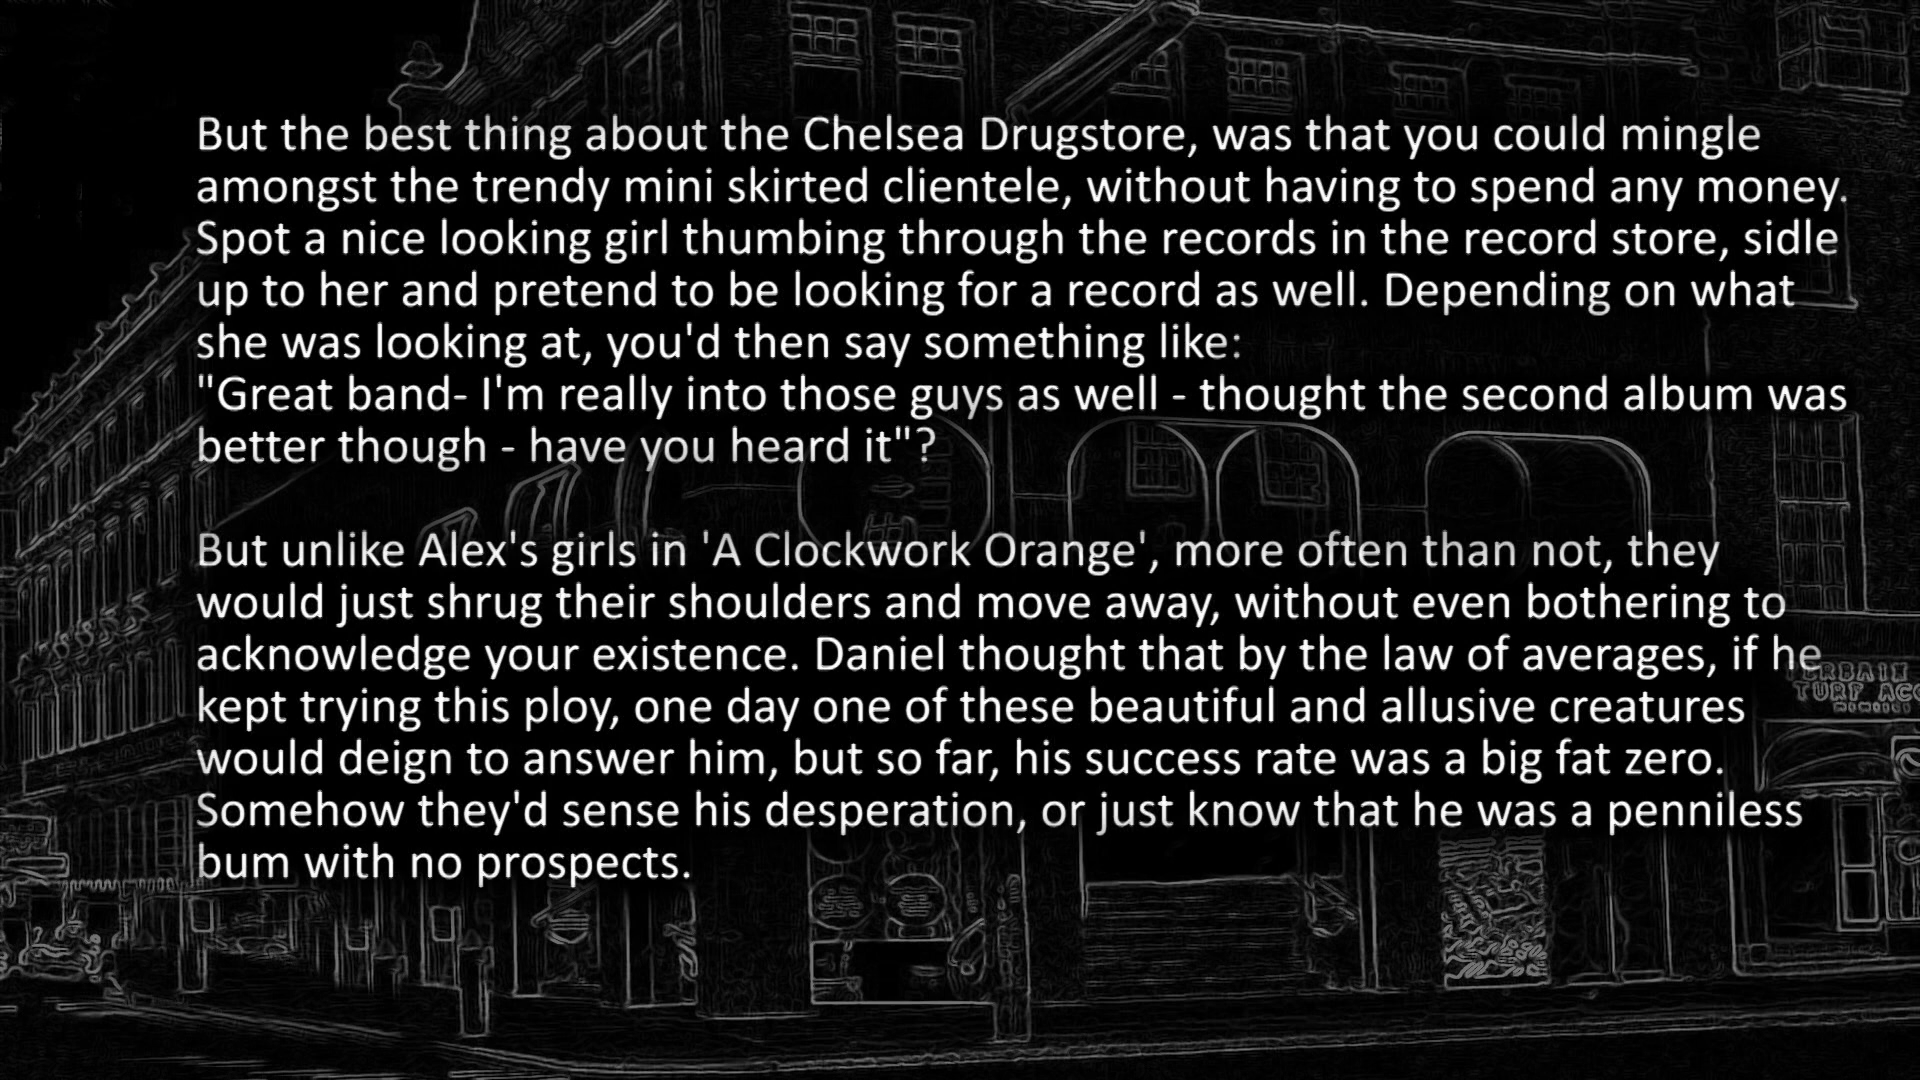 But the best thing about the Chelsea Drugstore, was that you could mingle
amongst the trendy mini skirted clientele, without having to spend any money.
Spot a nice looking girl thumbing through the records in the record store, sidle
up to her and pretend to be looking for a record as well. Depending on what
she was looking at, you'd then say something like:
"Great band- I'm really into those guys as well - thought the second album was
better though - have you heard it"?
But unlike Alex's girls in 'A Clockwork Orange', more often than not, they
would just shrug their shoulders and move away, without even bothering to
acknowledge your existence. Daniel thought that by the law of averages, if he
kept trying this ploy, one day one of these beautiful and allusive creatures
would deign to answer him, but so far, his success rate was a big fat zero.
Somehow they'd sense his desperation, or just know that he was a penniless
bum with no prospects.
TURF